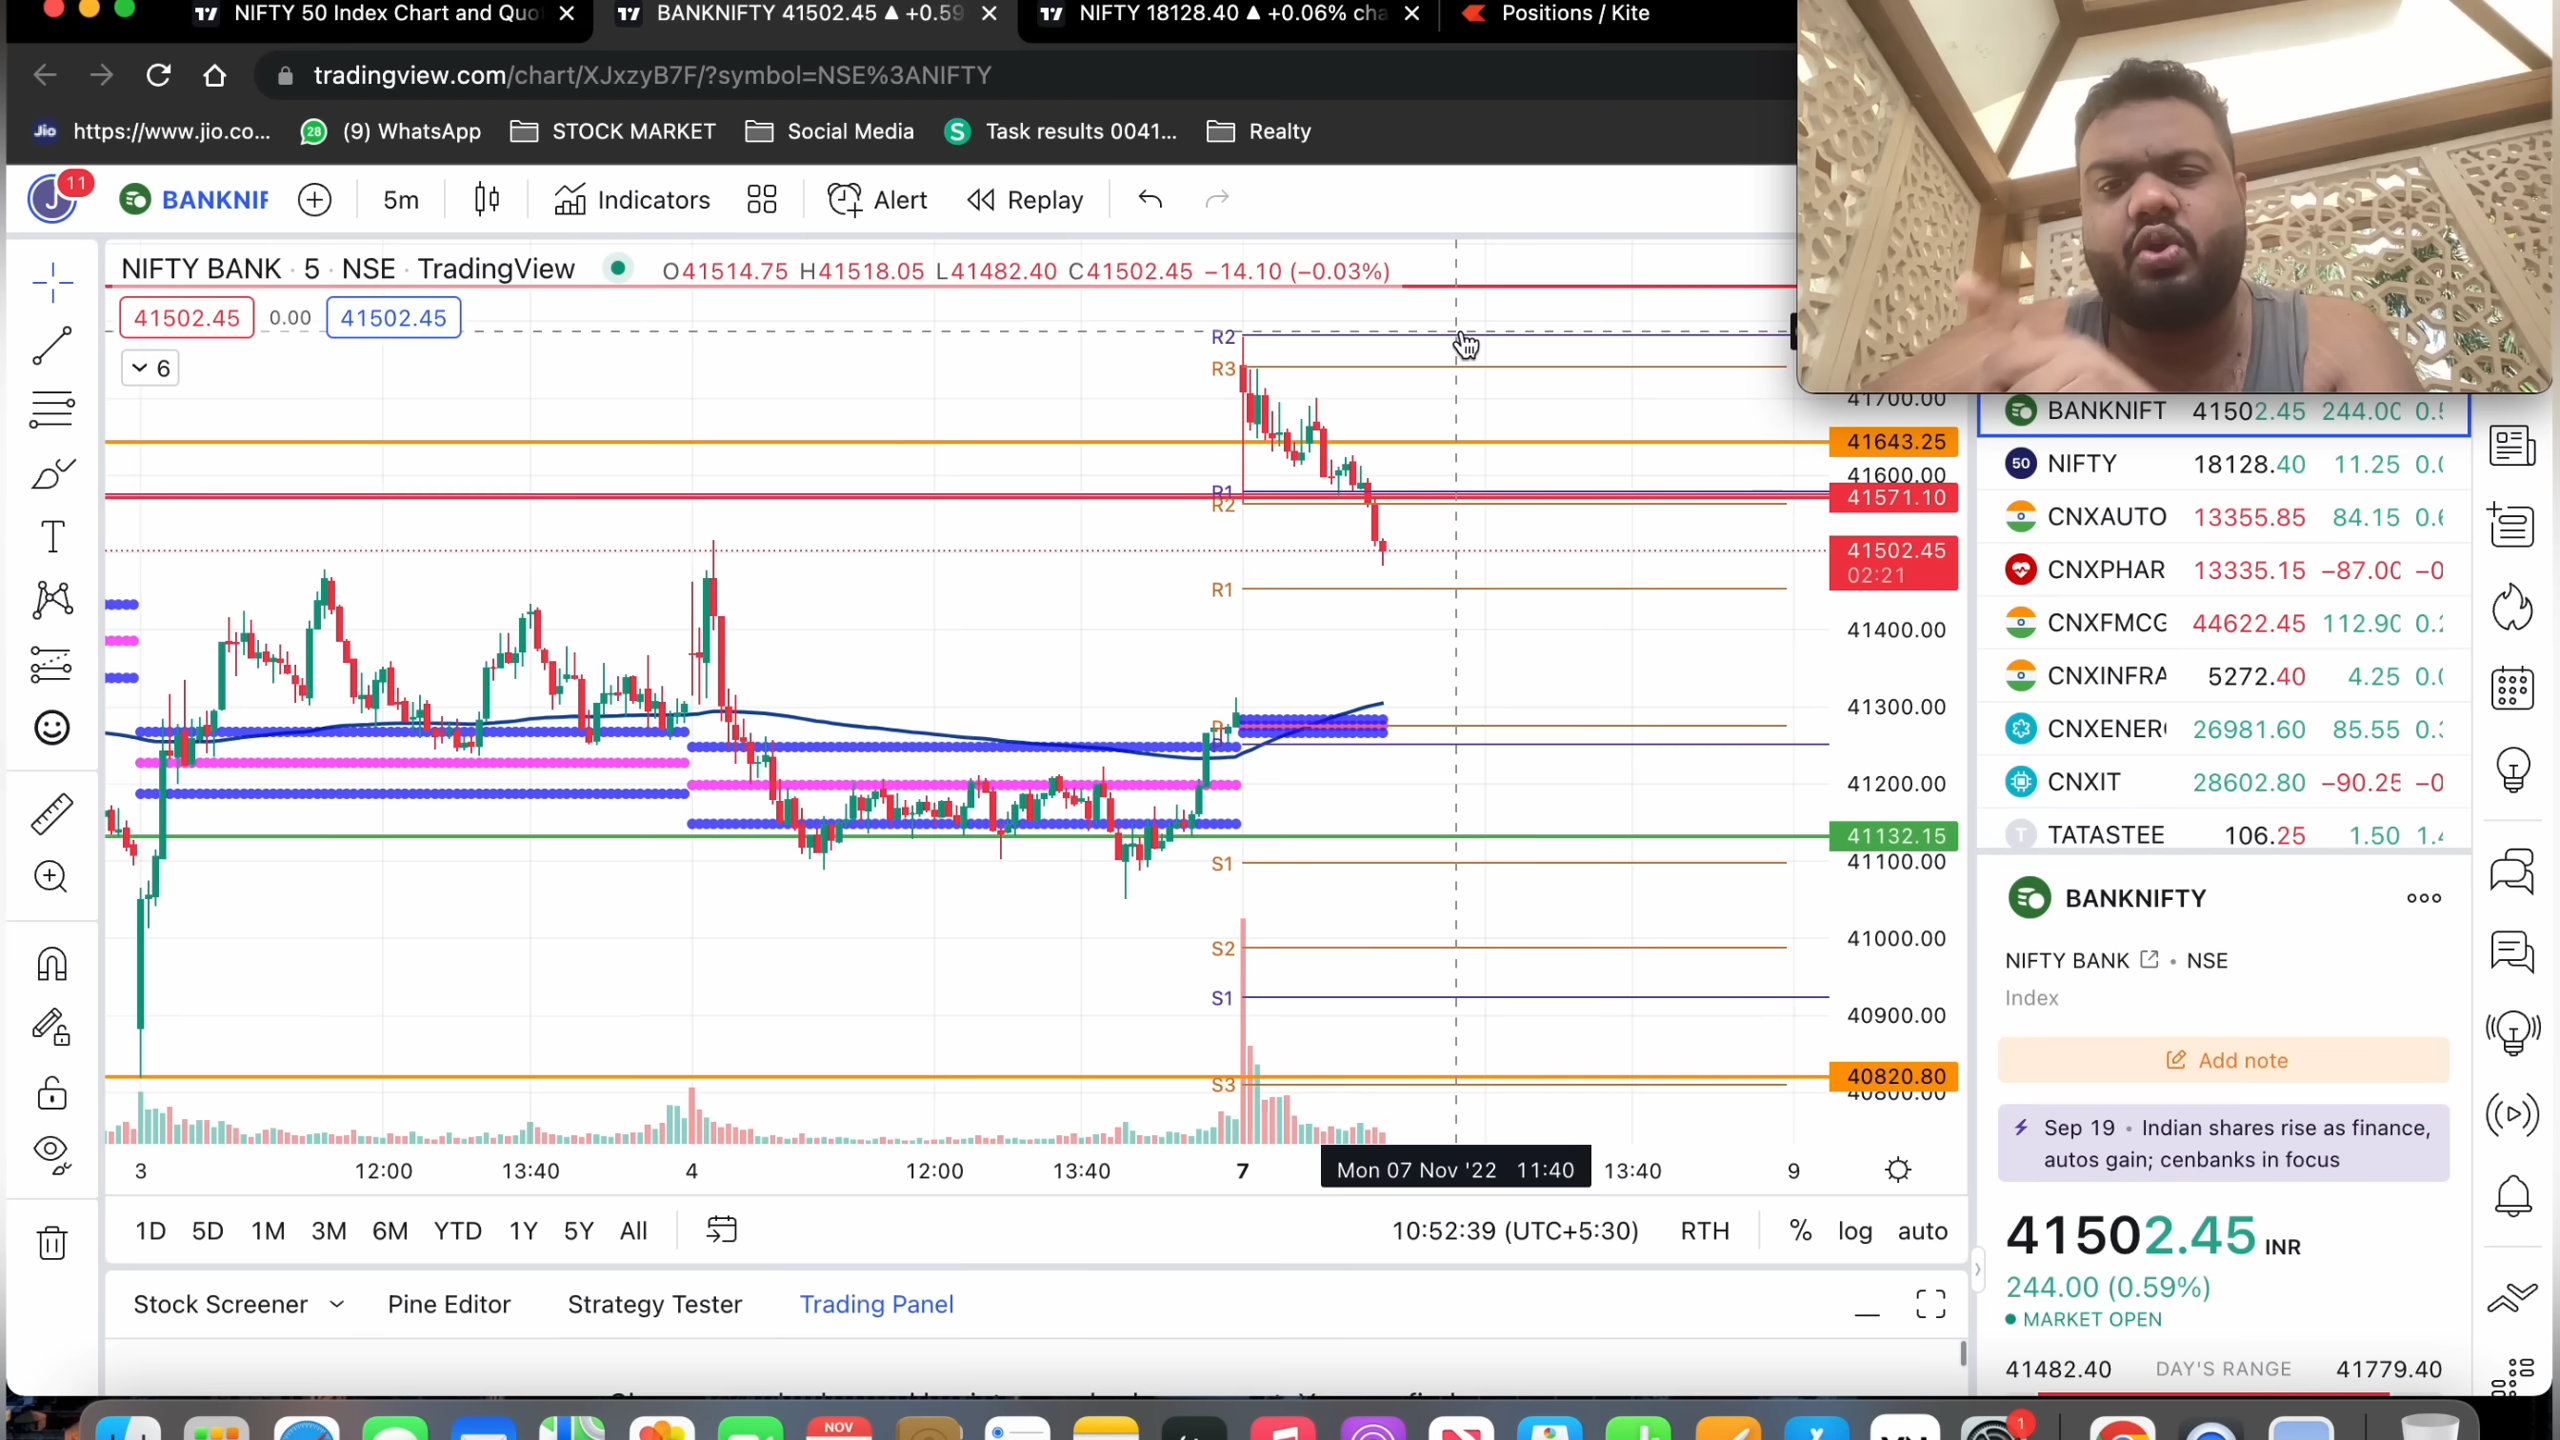 NIFTY 50 Index Chart and Quo
BANKNIFTY 41502.45 ▲ +0.59
NIFTY 18128.40 ▲ +0.06% cha
Positions / Kite
tradingview.com/chart/XJxzyB7F/?symbol=NSE%3ANIFTY
Jio https://www.jio.co... 28 (9) WhatsApp STOCK MARKET Social Media S Task results 0041... Realty
J 11 BANKNIF 5m Indicators Alert Replay
NIFTY BANK · 5 · NSE · TradingView O41514.75 H41518.05 L41482.40 C41502.45 −14.10 (−0.03%)
41502.45 0.00 41502.45
6
R2
R3
R1
R2
R1
P
S1
S2
S1
S3
41700.00
41643.25
41600.00
41571.10
41502.45
02:21
41400.00
41300.00
41200.00
41132.15
41100.00
41000.00
40900.00
40820.80
40800.00
3 12:00 13:40 4 12:00 13:40 7 Mon 07 Nov '22 11:40 13:40 9
1D 5D 1M 3M 6M YTD 1Y 5Y All 10:52:39 (UTC+5:30) RTH % log auto
Stock Screener Pine Editor Strategy Tester Trading Panel
BANKNIFT 41502.45 244.00
50 NIFTY 18128.40 11.25
CNXAUTO 13355.85 84.15
CNXPHAR 13335.15 −87.00
CNXFMCG 44622.45 112.90
CNXINFRA 5272.40 4.25
CNXENER 26981.60 85.55
CNXIT 28602.80 −90.25
T TATASTEE 106.25 1.50
BANKNIFTY
NIFTY BANK • NSE
Index
Add note
Sep 19 • Indian shares rise as finance,
autos gain; cenbanks in focus
41502.45 INR
244.00 (0.59%)
MARKET OPEN
41482.40 DAY'S RANGE 41779.40
NOV
1